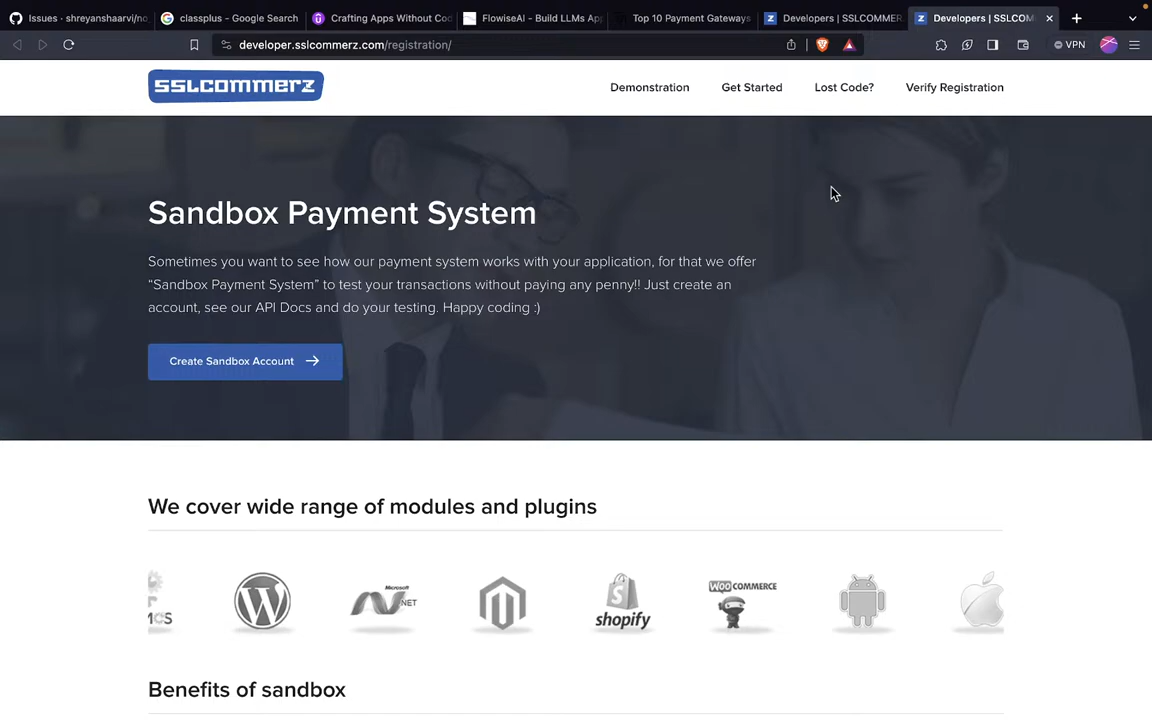 Issues · shreyanshaarvi/no
classplus - Google Search
Crafting Apps Without Cod
FlowiseAI - Build LLMs App
Top 10 Payment Gateways
Developers | SSLCOMMER
Developers | SSLCOM
developer.sslcommerz.com/registration/
VPN
SSLCOMMERZ
Demonstration
Get Started
Lost Code?
Verify Registration
Sandbox Payment System
Sometimes you want to see how our payment system works with your application, for that we offer
“Sandbox Payment System” to test your transactions without paying any penny!! Just create an
account, see our API Docs and do your testing. Happy coding :)
Create Sandbox Account
We cover wide range of modules and plugins
MCS
Microsoft
.NET
shopify
WOO COMMERCE
Benefits of sandbox